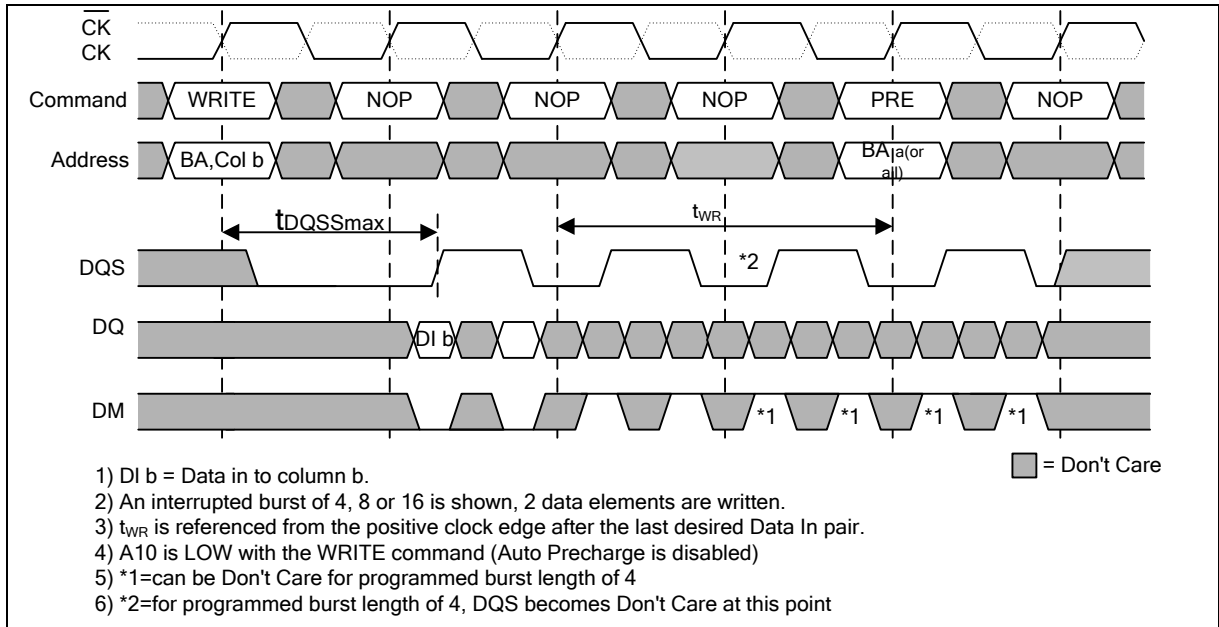 CK
CK
Command WRITE NOP NOP NOP PRE NOP
Address BA,Col b BA a(or
all)
tDQSSmax tWR
DQS *2
DQ DI b
DM *1 *1 *1 *1
= Don't Care
1) DI b = Data in to column b.
2) An interrupted burst of 4, 8 or 16 is shown, 2 data elements are written.
3) tWR is referenced from the positive clock edge after the last desired Data In pair.
4) A10 is LOW with the WRITE command (Auto Precharge is disabled)
5) *1=can be Don't Care for programmed burst length of 4
6) *2=for programmed burst length of 4, DQS becomes Don't Care at this point